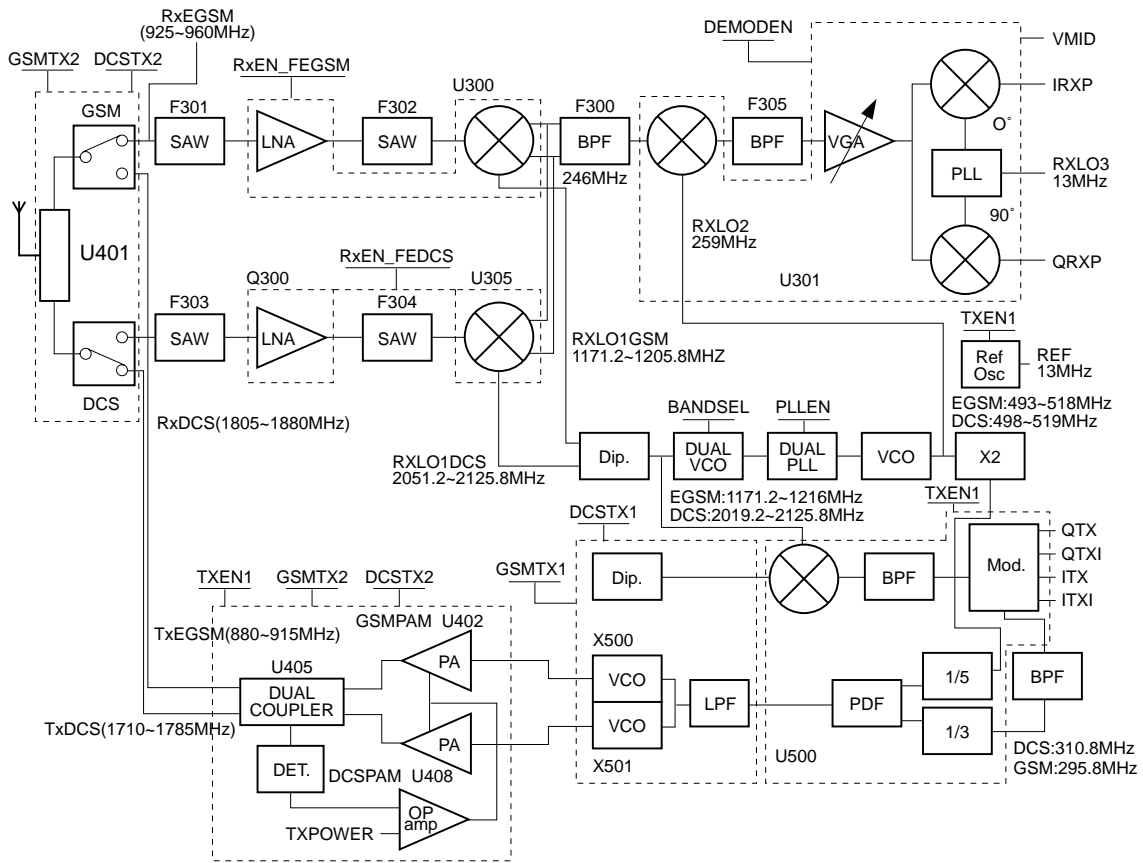 RxEGSM
(925~960MHz)
GSMTX2
DCSTX2
RxEN_FEGSM
DEMODEN
VMID
GSM
F301
SAW
LNA
F302
SAW
U300
F300
BPF
246MHz
F305
BPF
VGA
IRXP
O°
PLL
RXLO3
13MHz
90°
QRXP
U401
RXLO2
259MHz
U301
RxEN_FEDCS
Q300
U305
F303
SAW
LNA
F304
SAW
DCS
RXLO1GSM
1171.2~1205.8MHZ
TXEN1
Ref
Osc
REF
13MHz
RxDCS(1805~1880MHz)
EGSM:493~518MHz
DCS:498~519MHz
BANDSEL
PLLEN
RXLO1DCS
2051.2~2125.8MHz
Dip.
DUAL
VCO
DUAL
PLL
VCO
X2
EGSM:1171.2~1216MHz
DCS:2019.2~2125.8MHz
TXEN1
DCSTX1
GSMTX1
Dip.
BPF
Mod.
QTX
QTXI
ITX
ITXI
TXEN1
GSMTX2
DCSTX2
TxEGSM(880~915MHz)
GSMPAM
U402
PA
X500
VCO
U405
DUAL
COUPLER
LPF
PDF
1/5
BPF
VCO
1/3
TxDCS(1710~1785MHz)
PA
X501
U500
DCS:310.8MHz
GSM:295.8MHz
DET.
DCSPAM
U408
OP
amp
TXPOWER